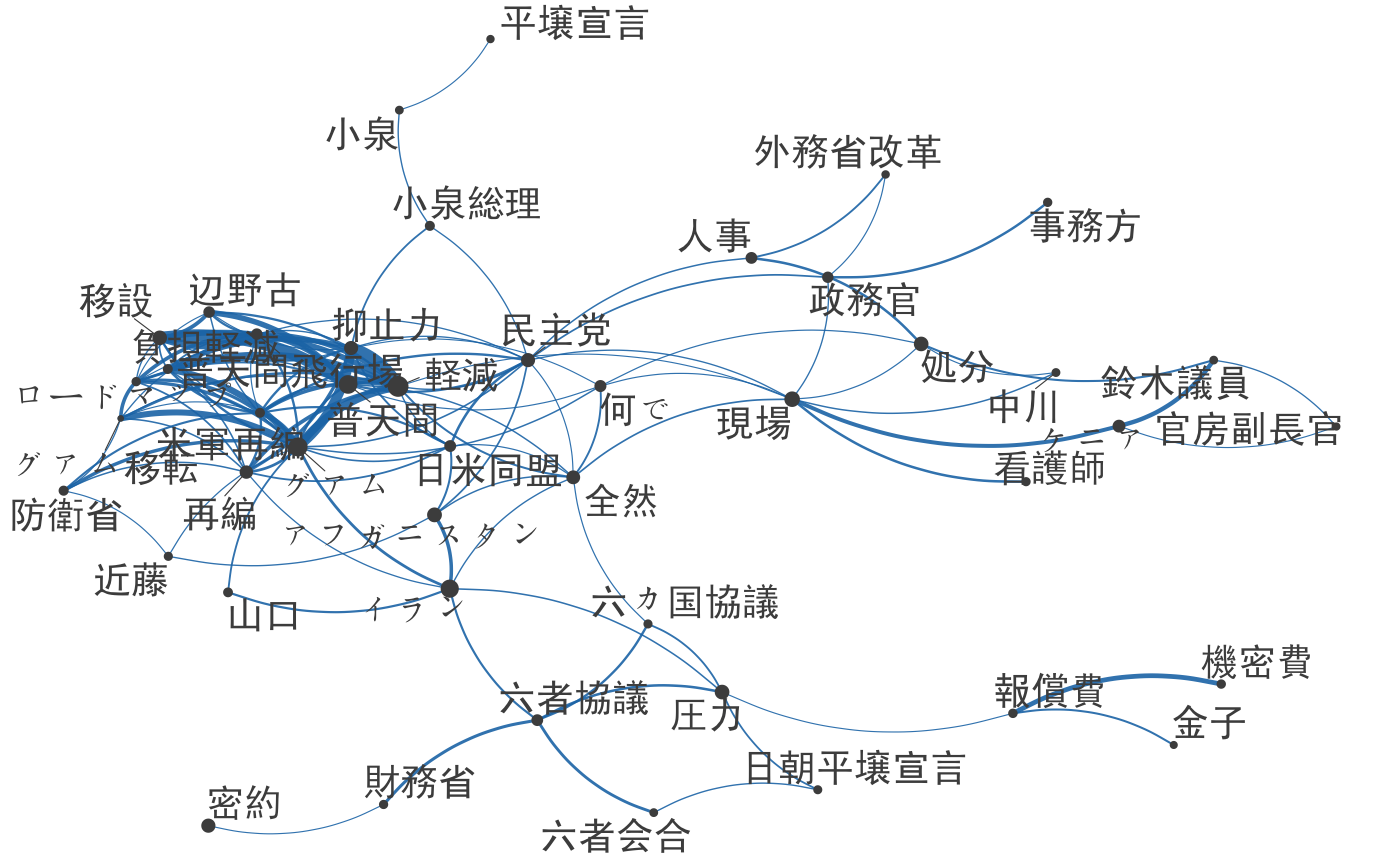 平壌宣言
小泉
外務省改革
小泉総理
人事
事務方
移設
辺野古
抑止力
民主党
政務官
負担軽減
普天間飛行場
軽減
処分
鈴木議員
ロードマップ
普天間
何で
現場
中川
ケニア
官房副長官
米軍再編
グアム
移転
グアム
日米同盟
看護師
防衛省
再編
全然
アフガニスタン
近藤
山口
イラン
六カ国協議
機密費
報償費
六者協議
圧力
金子
日朝平壌宣言
財務省
密約
六者会合